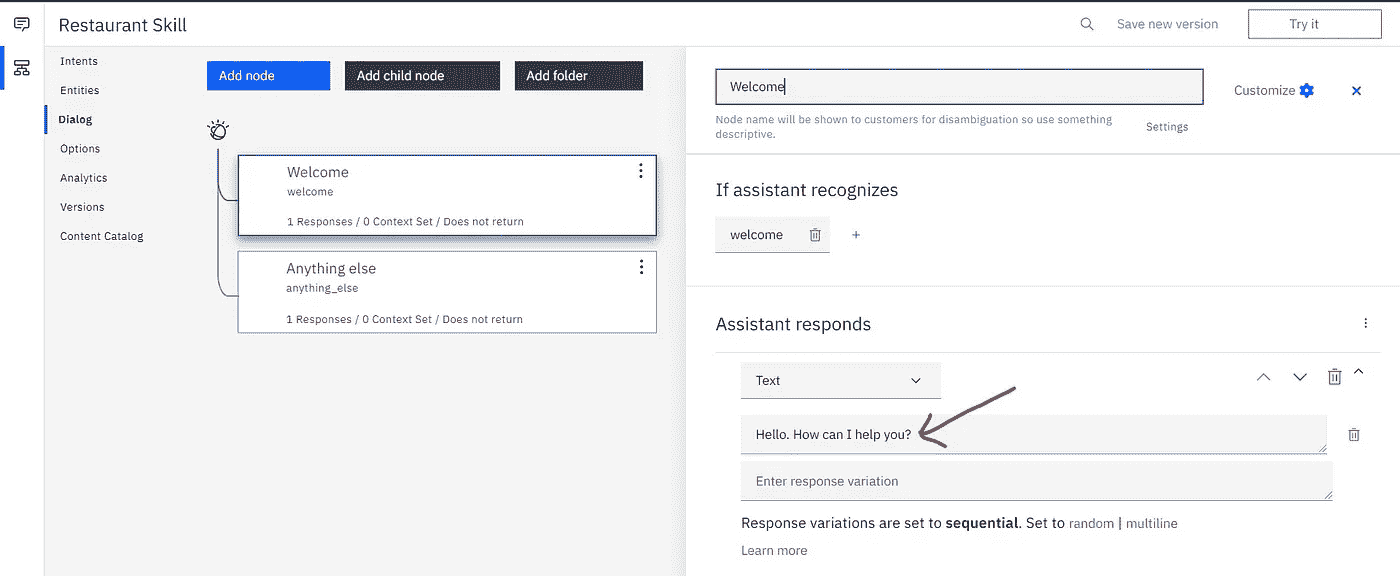 Restaurant Skill
Save new version
Try it
Intents
Entities
Dialog
Options
Analytics
Versions
Content Catalog
Add node
Add child node
Add folder
Welcome
welcome
1 Responses / 0 Context Set / Does not return
Anything else
anything_else
1 Responses / 0 Context Set / Does not return
Welcome
Customize
Node name will be shown to customers for disambiguation so use something
descriptive.
Settings
If assistant recognizes
welcome
Assistant responds
Text
Hello. How can I help you?
Enter response variation
Response variations are set to sequential. Set to random | multiline
Learn more